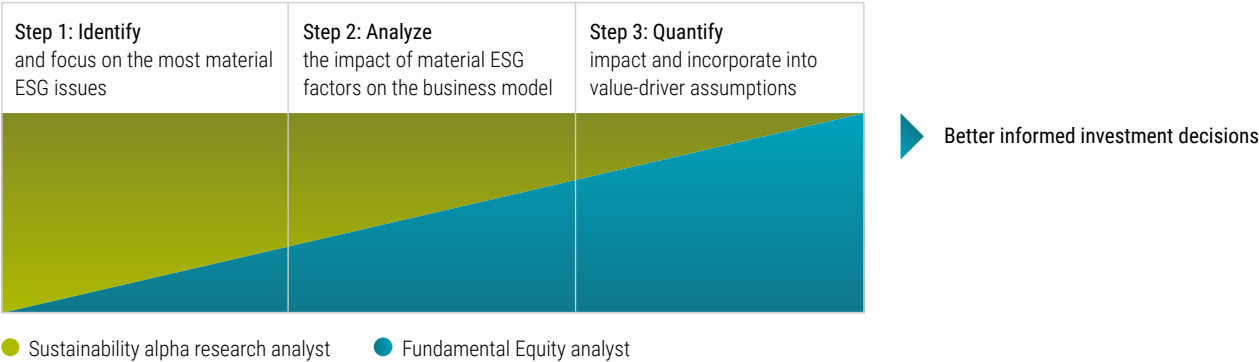 Step 1: Identify
and focus on the most material
ESG issues
Step 2: Analyze
the impact of material ESG
factors on the business model
Step 3: Quantify
impact and incorporate into
value-driver assumptions
Better informed investment decisions
Sustainability alpha research analyst
Fundamental Equity analyst